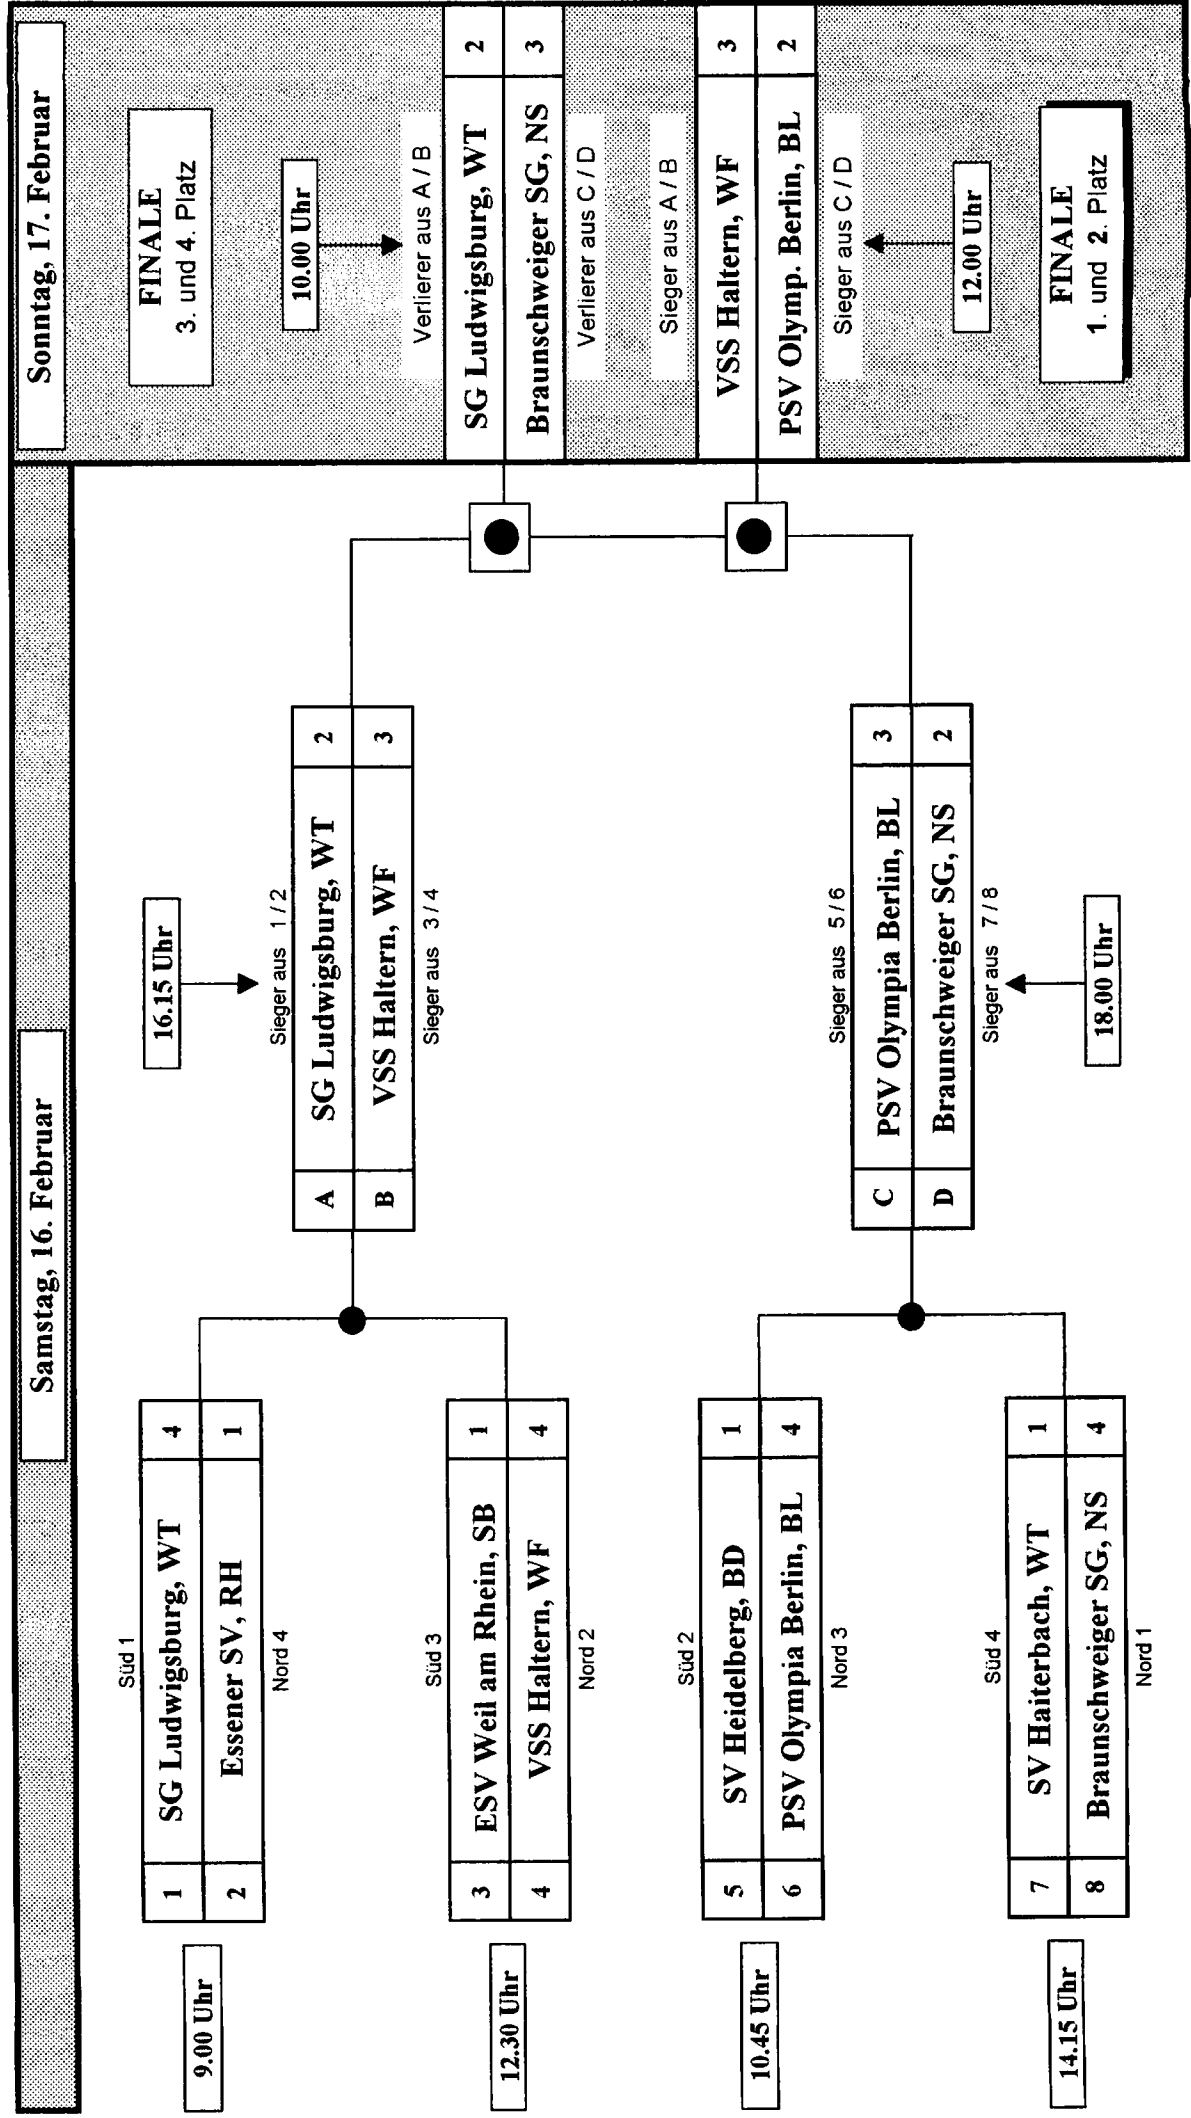 Samstag, 16. Februar
Sonntag, 17. Februar
9.00 Uhr
Süd 1
1 SG Ludwigsburg, WT 4
2 Essener SV, RH 1
Nord 4
12.30 Uhr
Süd 3
3 ESV Weil am Rhein, SB 1
4 VSS Haltern, WF 4
Nord 2
10.45 Uhr
Süd 2
5 SV Heidelberg, BD 1
6 PSV Olympia Berlin, BL 4
Nord 3
14.15 Uhr
Süd 4
7 SV Haiterbach, WT 1
8 Braunschweiger SG, NS 4
Nord 1
16.15 Uhr
Sieger aus 1 / 2
A SG Ludwigsburg, WT 2
B VSS Haltern, WF 3
Sieger aus 3 / 4
Sieger aus 5 / 6
C PSV Olympia Berlin, BL 3
D Braunschweiger SG, NS 2
Sieger aus 7 / 8
18.00 Uhr
FINALE
3. und 4. Platz
10.00 Uhr
Verlierer aus A / B
SG Ludwigsburg, WT 2
Braunschweiger SG, NS 3
Verlierer aus C / D
Sieger aus A / B
VSS Haltern, WF 3
PSV Olymp. Berlin, BL 2
Sieger aus C / D
12.00 Uhr
FINALE
1. und 2. Platz